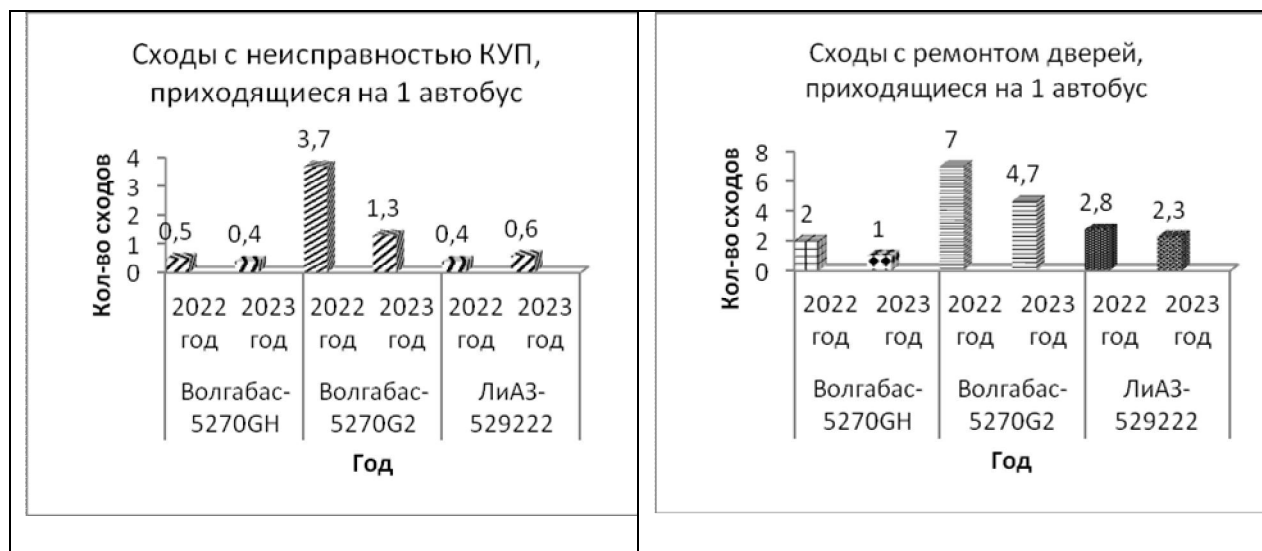 Сходы с неисправностью КУП,
приходящиеся на 1 автобус
Кол-во сходов
4
3
2
1
0
0,5
0,4
3,7
1,3
0,4
0,6
2022 год
2023 год
2022 год
2023 год
2022 год
2023 год
Волгабас-
5270GH
Волгабас-
5270G2
ЛиАЗ-
529222
Год
Сходы с ремонтом дверей,
приходящиеся на 1 автобус
Кол-во сходов
8
6
4
2
0
2
1
7
4,7
2,8
2,3
2022 год
2023 год
2022 год
2023 год
2022 год
2023 год
Волгабас-
5270GH
Волгабас-
5270G2
ЛиАЗ-
529222
Год